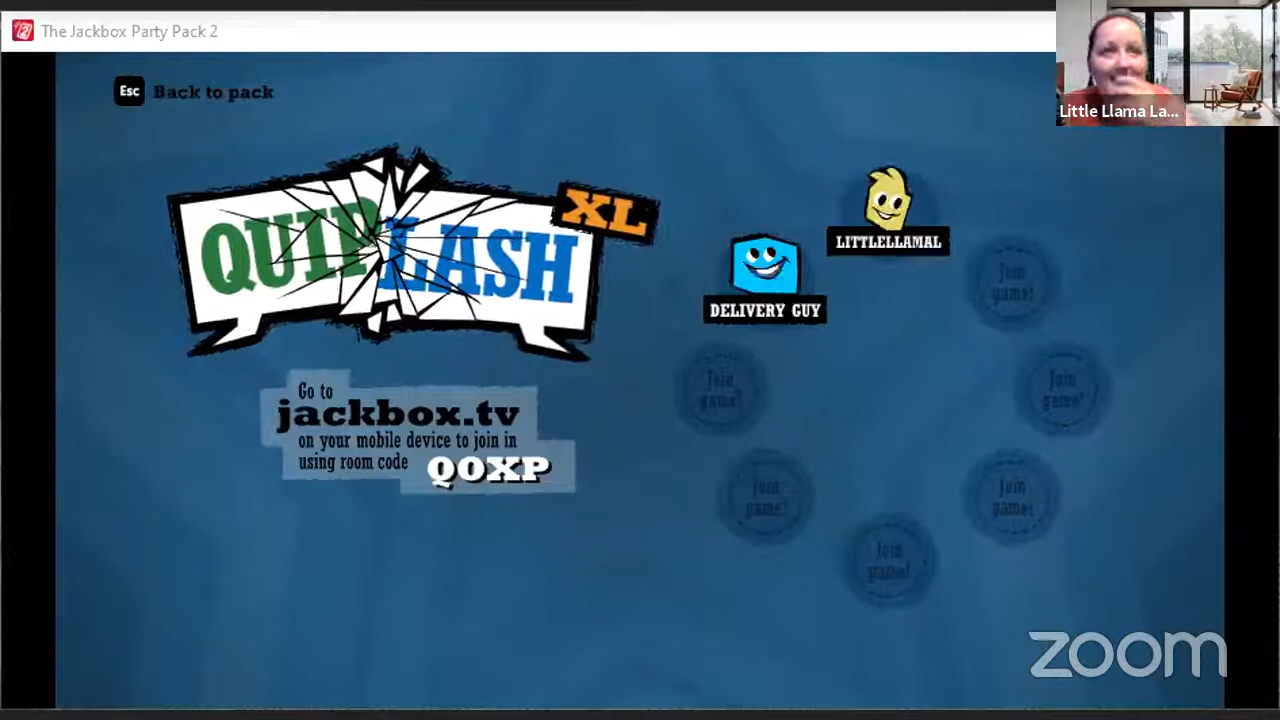 The Jackbox Party Pack 2
Esc Back to pack
Little Llama La...
QUIPLASH XL
LITTLELLAMAL
DELIVERY GUY
Join
game!
Join
game!
Join
game!
Join
game!
Join
game!
Join
game!
Go to
jackbox.tv
on your mobile device to join in
using room code QOXP
zoom